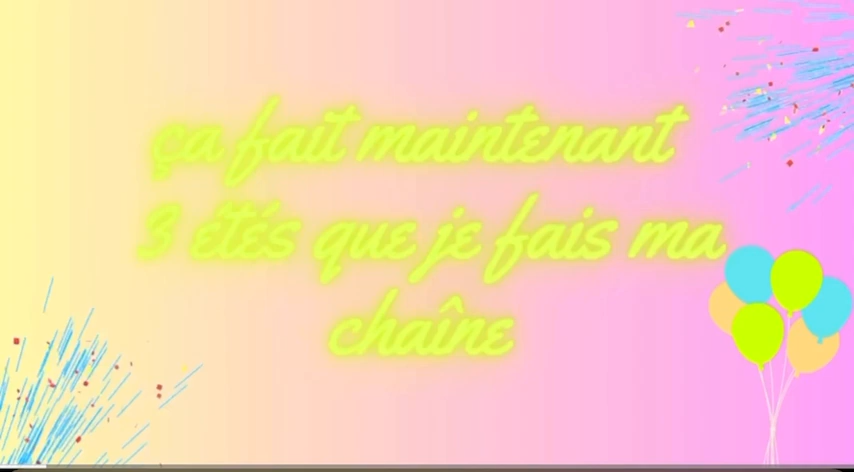 ça fait maintenant
3 étés que je fais ma
chaîne